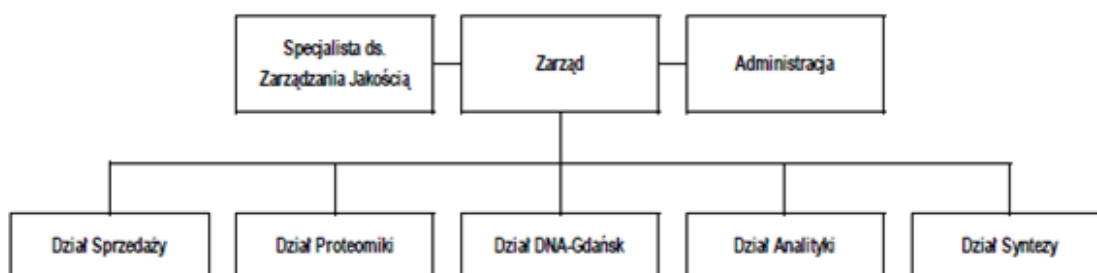 Specjalista ds.
Zarządzania Jakością
Zarząd
Administracja
Dział Sprzedaży
Dział Proteomiki
Dział DNA-Gdańsk
Dział Analityki
Dział Syntezy